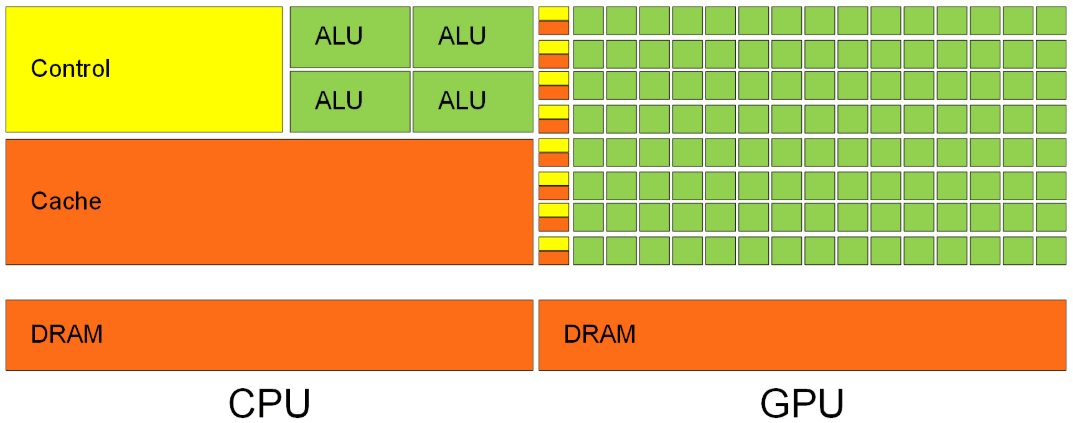 Control
ALU
ALU
ALU
ALU
Cache
DRAM
DRAM
CPU
GPU